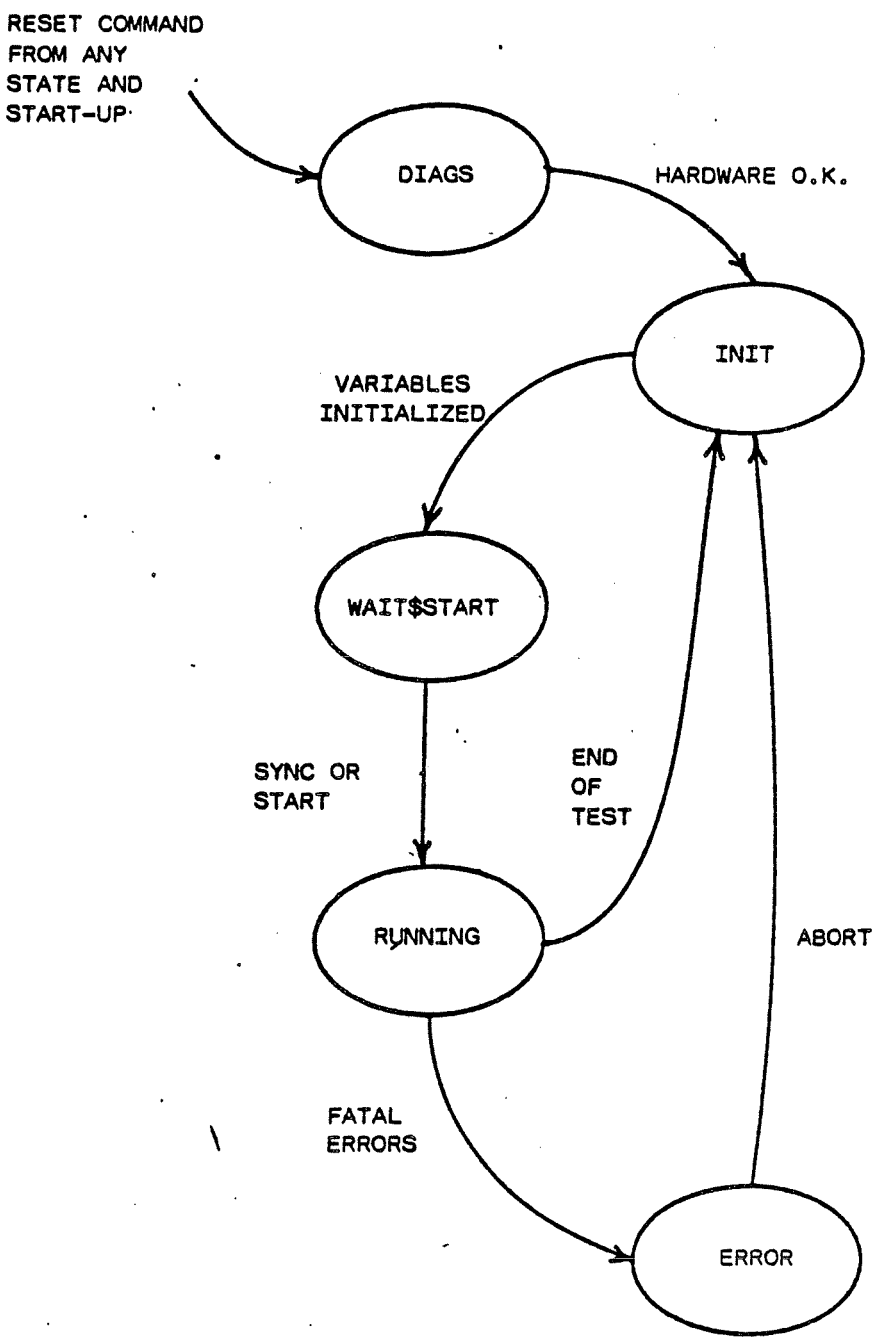 RESET COMMAND
FROM ANY
STATE AND
START-UP
DIAGS
HARDWARE O.K.
INIT
VARIABLES
INITIALIZED
WAIT$START
SYNC OR
START
END
OF
TEST
RUNNING
ABORT
FATAL
ERRORS
ERROR